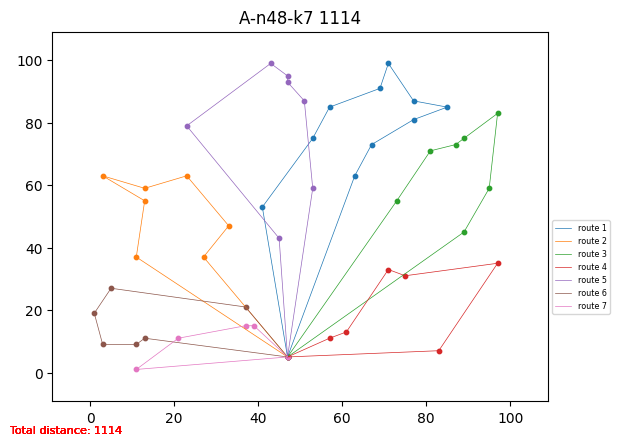 A-n48-k7 1114
100
80
60
40
20
0
0 20 40 60 80 100
route 1
route 2
route 3
route 4
route 5
route 6
route 7
Total distance: 1114